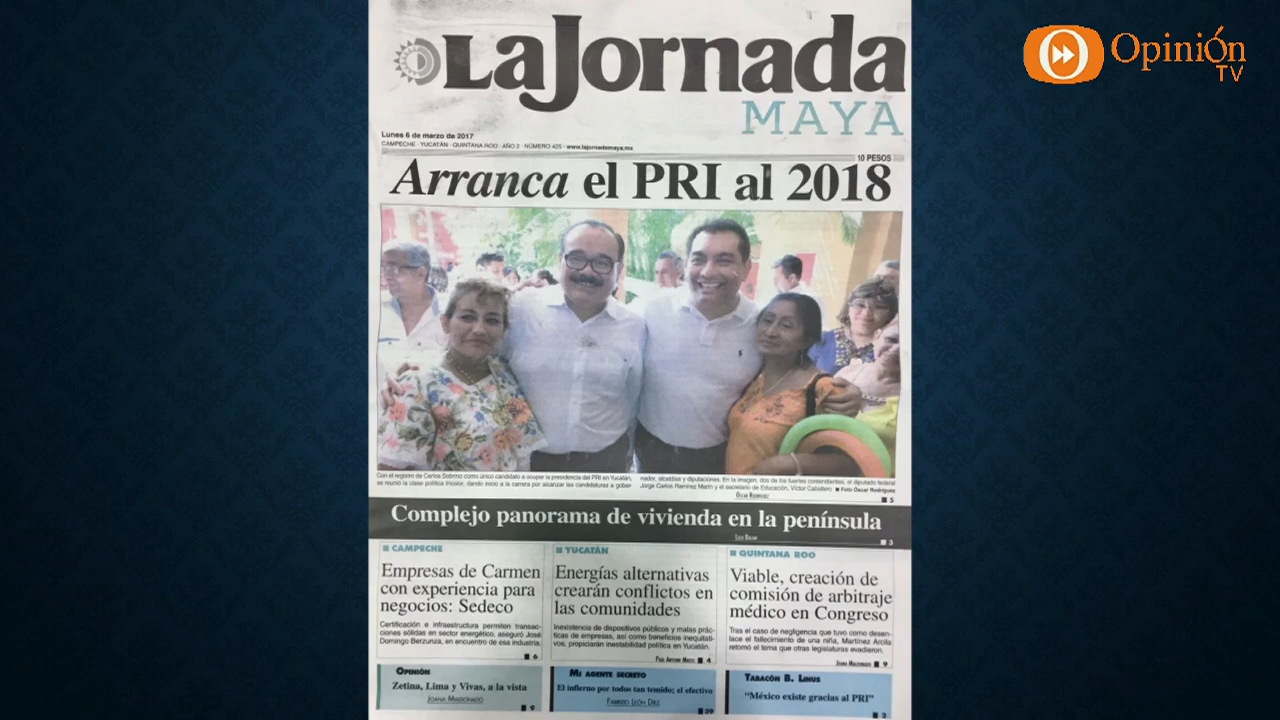 LaJornada
MAYA
Opinión
TV
Lunes 6 de marzo de 2017
CAMPECHE · YUCATÁN · QUINTANA ROO · AÑO 2 · NÚMERO 425 · www.lajornadamaya.mx
10 PESOS
Arranca el PRI al 2018
Con el registro de Carlos Sobrino como único candidato a ocupar la presidencia del PRI en Yucatán,
se reunió la clase política tricolor, dando inicio a la carrera por alcanzar las candidaturas a gober-
nador, alcaldías y diputaciones. En la imagen, dos de los fuertes contendientes, el diputado federal
Jorge Carlos Ramírez Marín y el secretario de Educación, Víctor Caballero ■ Foto Óscar Rodríguez
Óscar Rodríguez
■ 5
Complejo panorama de vivienda en la península
■ 3
■ CAMPECHE
Empresas de Carmen
con experiencia para
negocios: Sedeco
Certificación e infraestructura permiten transac-
ciones sólidas en sector energético, aseguró José
Domingo Berzunza, en encuentro de esa industria.
■ 6
■ YUCATÁN
Energías alternativas
crearán conflictos en
las comunidades
Inexistencia de dispositivos públicos y malas prác-
ticas de empresas, así como beneficios inequitati-
vos, propiciarán inestabilidad política en Yucatán.
■ 4
■ QUINTANA ROO
Viable, creación de
comisión de arbitraje
médico en Congreso
Tras el caso de negligencia que tuvo como desen-
lace el fallecimiento de una niña, Martínez Arcila
retomó el tema que otras legislaturas evadieron.
Joana Maldonado ■ 9
Opinión
Zetina, Lima y Vivas, a la vista
Joana Maldonado
■ 9
Mi agente secreto
El infierno por todos tan temido; el efectivo
Fabrizio León Diez
■ 39
Tabacón B. Linus
"México existe gracias al PRI"
■ 2